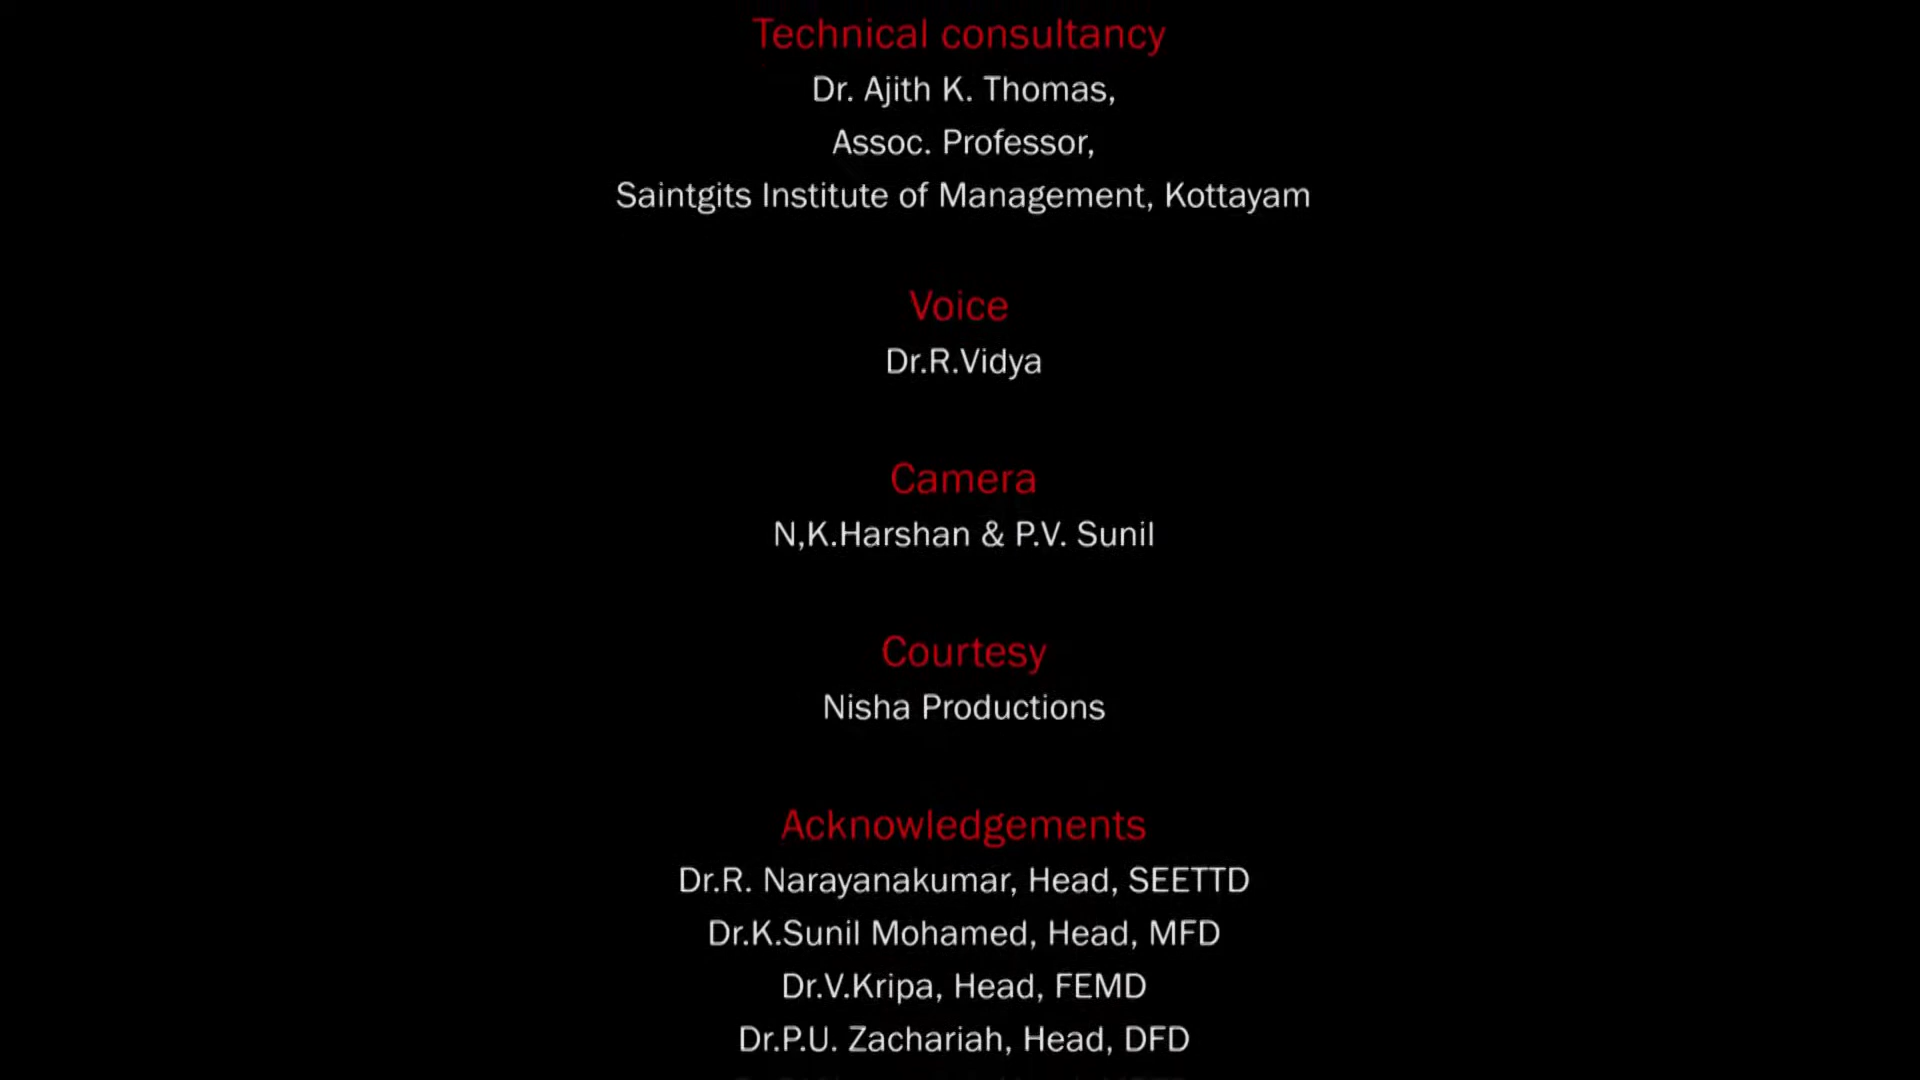 Technical consultancy
Dr. Ajith K. Thomas,
Assoc. Professor,
Saintgits Institute of Management, Kottayam
Voice
Dr.R.Vidya
Camera
N,K.Harshan & P.V. Sunil
Courtesy
Nisha Productions
Acknowledgements
Dr.R. Narayanakumar, Head, SEETTD
Dr.K.Sunil Mohamed, Head, MFD
Dr.V.Kripa, Head, FEMD
Dr.P.U. Zachariah, Head, DFD